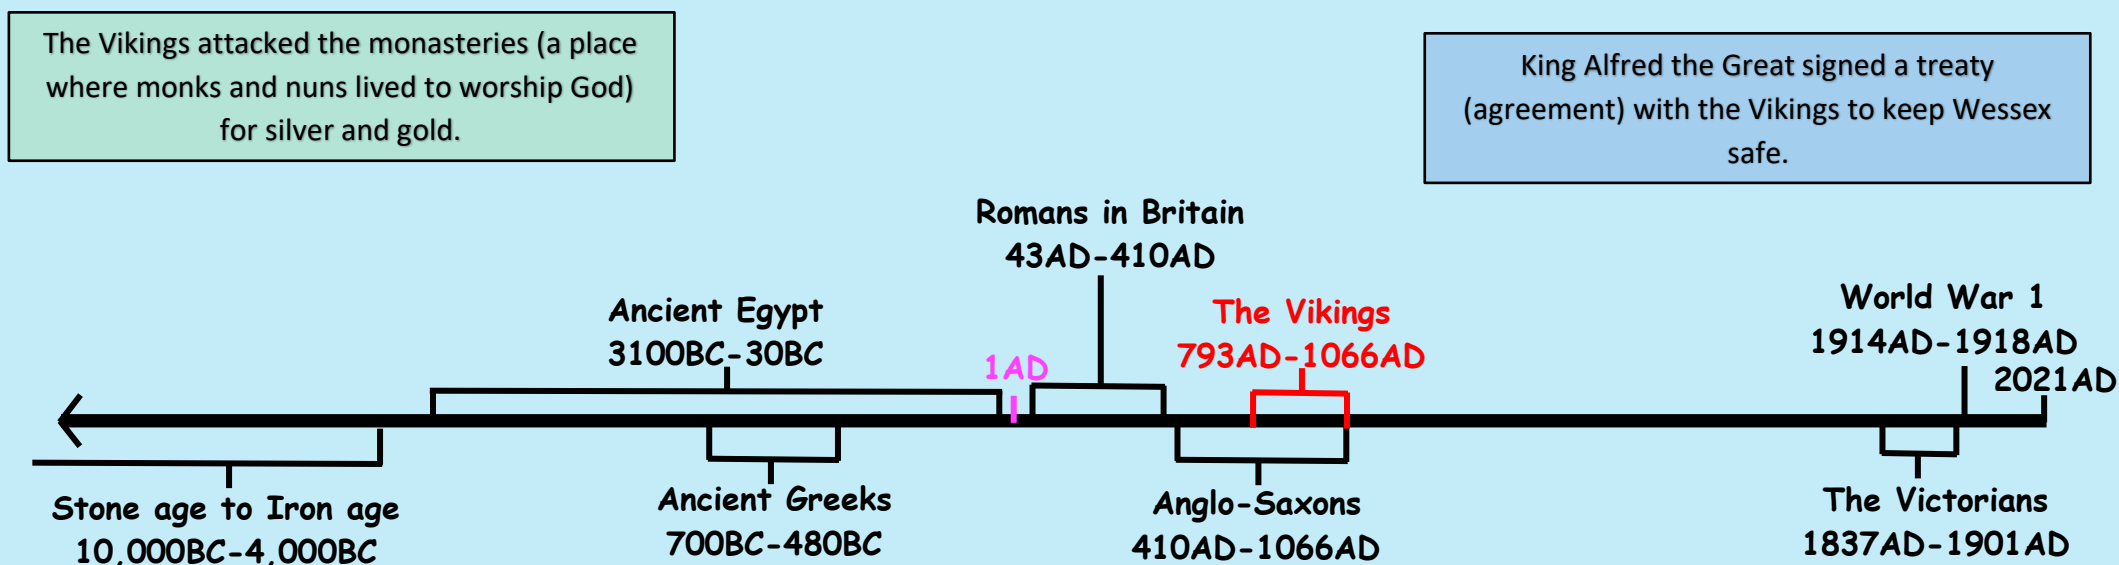 The Vikings attacked the monasteries (a place
where monks and nuns lived to worship God)
for silver and gold.
King Alfred the Great signed a treaty
(agreement) with the Vikings to keep Wessex
safe.
Romans in Britain
43AD-410AD
Ancient Egypt
3100BC-30BC
1AD
The Vikings
793AD-1066AD
World War 1
1914AD-1918AD
2021AD
Stone age to Iron age
10,000BC-4,000BC
Ancient Greeks
700BC-480BC
Anglo-Saxons
410AD-1066AD
The Victorians
1837AD-1901AD